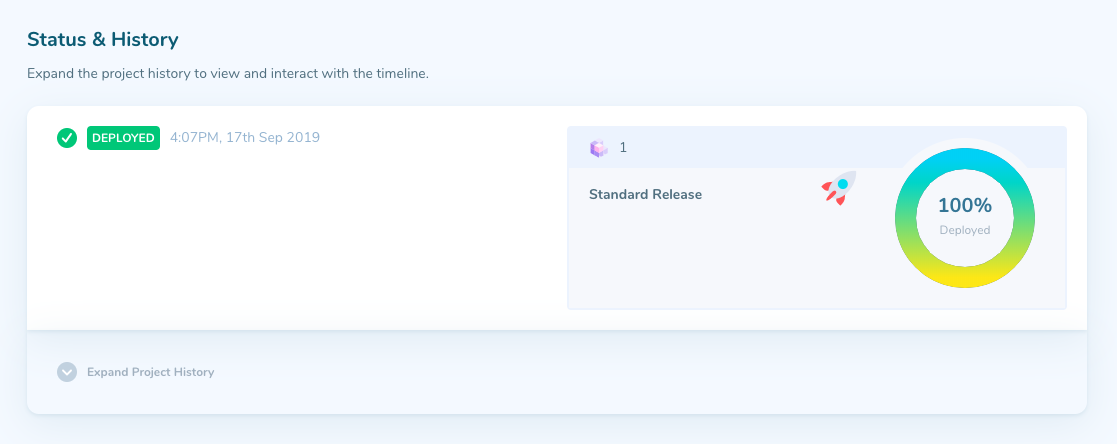 Status & History
Expand the project history to view and interact with the timeline.
DEPLOYED 4:07PM, 17th Sep 2019
1
Standard Release
100%
Deployed
Expand Project History